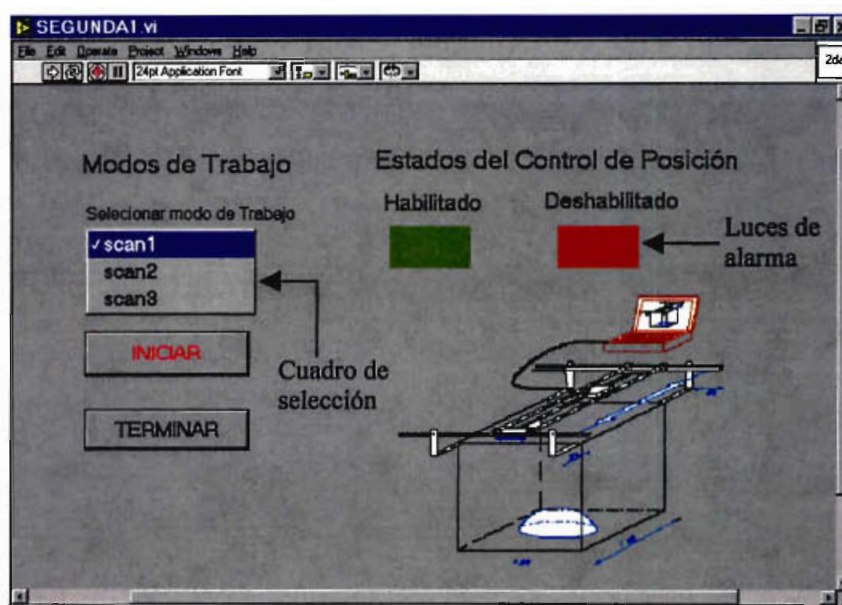 SEGUNDA1.vi
File Edit Operate Project Windows Help
24pt Application Font
2da
Modos de Trabajo
Estados del Control de Posición
Selecionar modo de Trabajo
Habilitado
Deshabilitado
✓ scan1
scan2
scan3
Luces de
alarma
INICIAR
Cuadro de
selección
TERMINAR